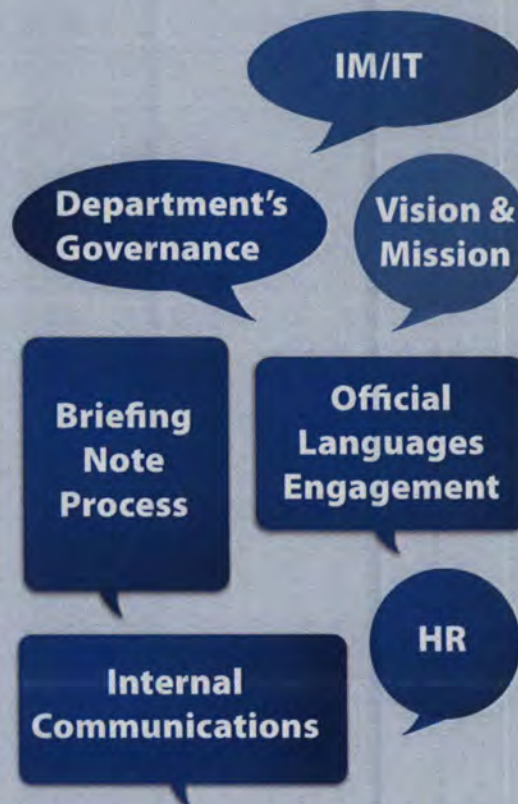 IM/IT
Department's
Governance
Vision &
Mission
Briefing
Note
Process
Official
Languages
Engagement
HR
Internal
Communications